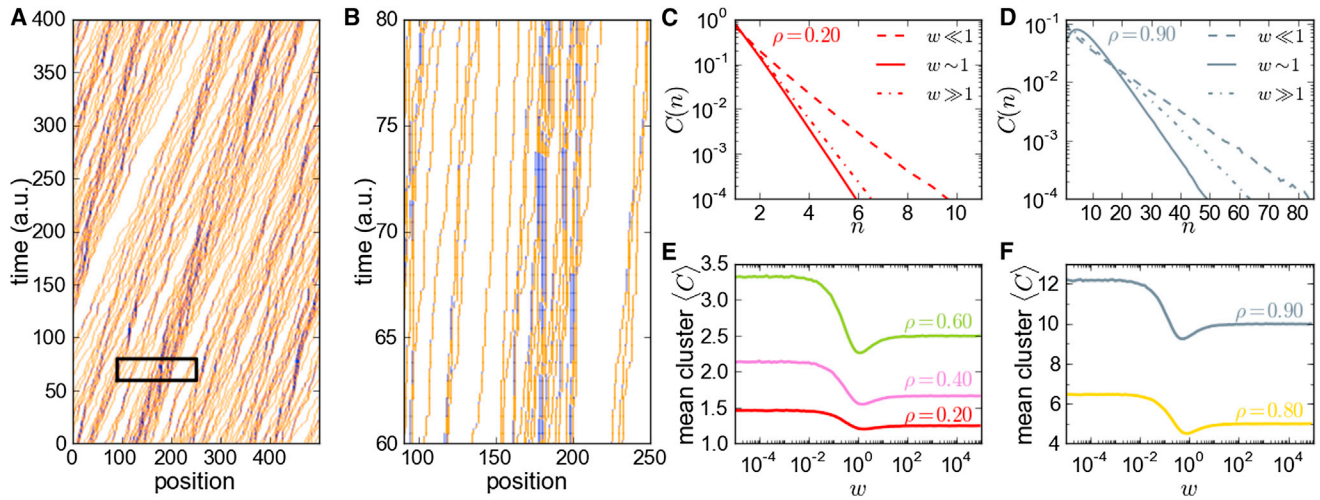 A
time (a.u.)
400
350
300
250
200
150
100
50
0
0 100 200 300 400
position
B
time (a.u.)
80
75
70
65
60
100 150 200 250
position
C
C(n)
10^0
10^-1
10^-2
10^-3
10^-4
ρ=0.20
w≪1
w∼1
w≫1
2 4 6 8 10
n
D
C(n)
10^-1
10^-2
10^-3
10^-4
ρ=0.90
w≪1
w∼1
w≫1
10 20 30 40 50 60 70 80
n
E
mean cluster ⟨C⟩
3.5
3.0
2.5
2.0
1.5
1.0
ρ=0.60
ρ=0.40
ρ=0.20
10^-4 10^-2 10^0 10^2 10^4
w
F
mean cluster ⟨C⟩
12
10
8
6
4
ρ=0.90
ρ=0.80
10^-4 10^-2 10^0 10^2 10^4
w